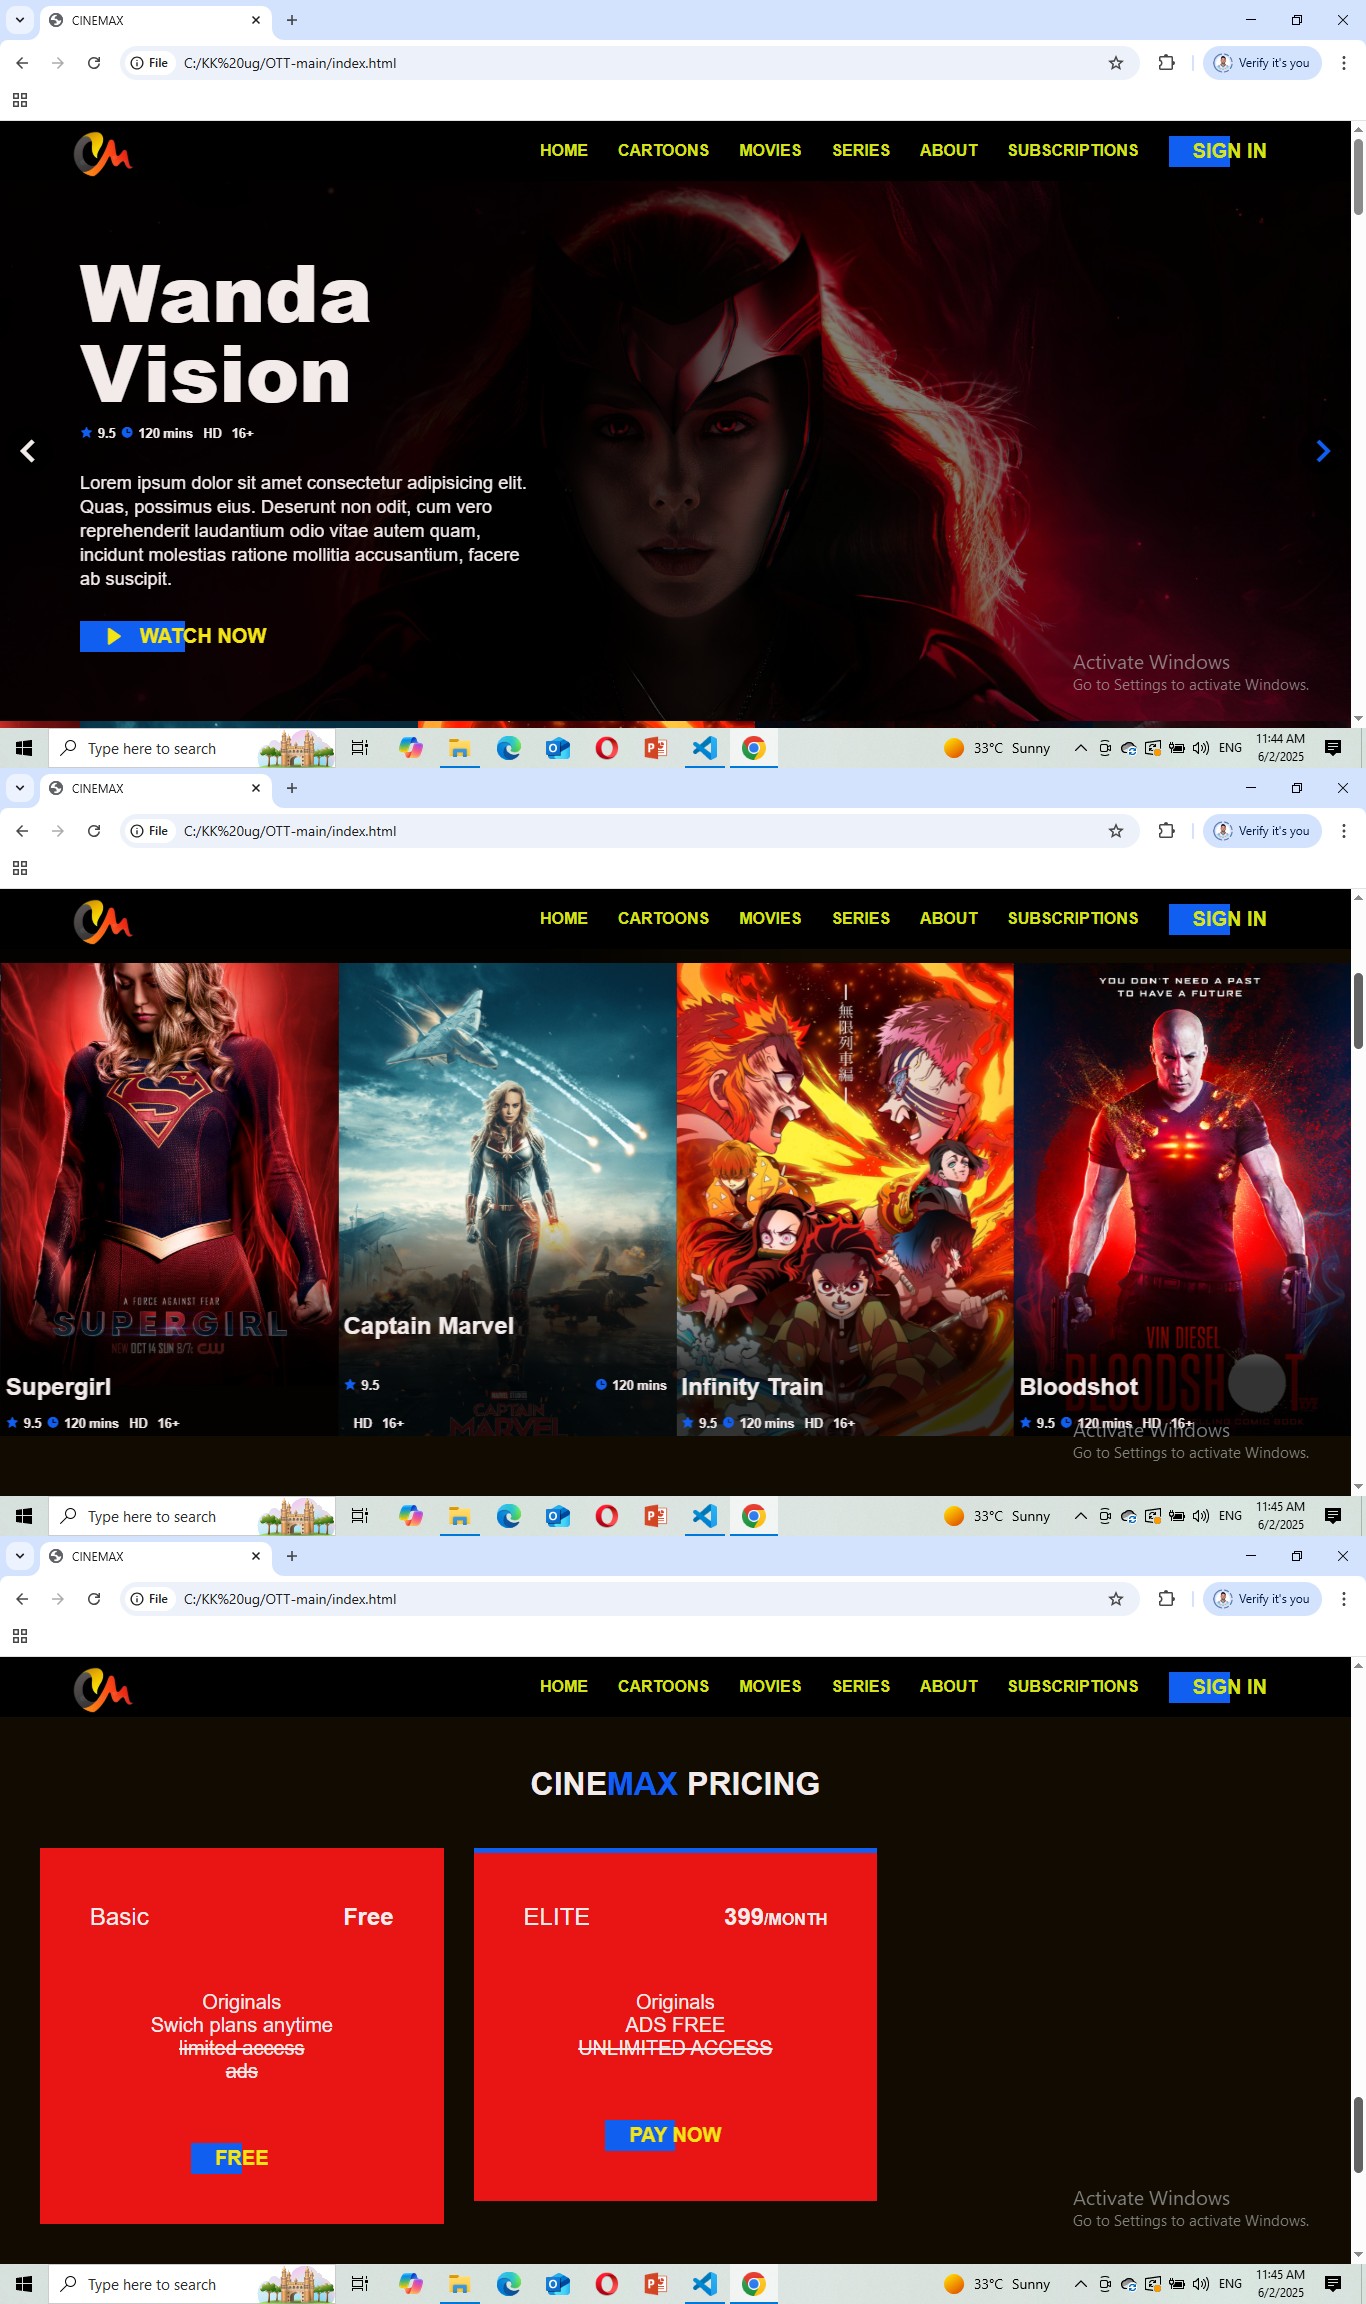 CINEMAX
File C:/KK%20ug/OTT-main/index.html Verify it's you
HOME CARTOONS MOVIES SERIES ABOUT SUBSCRIPTIONS SIGN IN
Wanda
Vision
9.5 120 mins HD 16+
Lorem ipsum dolor sit amet consectetur adipisicing elit.
Quas, possimus eius. Deserunt non odit, cum vero
reprehenderit laudantium odio vitae autem quam,
incidunt molestias ratione mollitia accusantium, facere
ab suscipit.
WATCH NOW
Activate Windows
Go to Settings to activate Windows.
Type here to search
33°C Sunny
ENG
11:44 AM
6/2/2025
CINEMAX
File C:/KK%20ug/OTT-main/index.html Verify it's you
HOME CARTOONS MOVIES SERIES ABOUT SUBSCRIPTIONS SIGN IN
A FORCE AGAINST FEAR
SUPERGIRL
NEW OCT 14 SUN 8/7c CW
Supergirl
9.5 120 mins HD 16+
Captain Marvel
9.5 120 mins
HD 16+
CAPTAIN
MARVEL
無限列車編
Infinity Train
9.5 120 mins HD 16+
YOU DON'T NEED A PAST
TO HAVE A FUTURE
VIN DIESEL
BLOODSHOT
Bloodshot
9.5 120 mins HD 16+
Activate Windows
Go to Settings to activate Windows.
Type here to search
33°C Sunny
ENG
11:45 AM
6/2/2025
CINEMAX
File C:/KK%20ug/OTT-main/index.html Verify it's you
HOME CARTOONS MOVIES SERIES ABOUT SUBSCRIPTIONS SIGN IN
CINEMAX PRICING
Basic Free
Originals
Swich plans anytime
limited access
ads
FREE
ELITE 399/MONTH
Originals
ADS FREE
UNLIMITED ACCESS
PAY NOW
Activate Windows
Go to Settings to activate Windows.
Type here to search
33°C Sunny
ENG
11:45 AM
6/2/2025